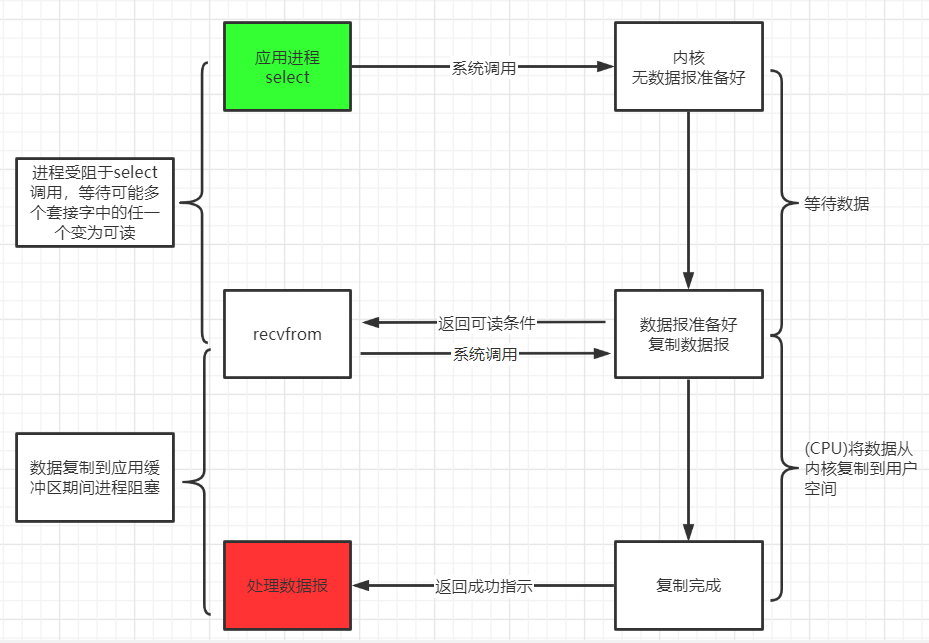 应用进程
select
系统调用
内核
无数据报准备好
进程受阻于select
调用，等待可能多
个套接字中的任一
个变为可读
等待数据
recvfrom
返回可读条件
系统调用
数据报准备好
复制数据报
数据复制到应用缓
冲区期间进程阻塞
(CPU)将数据从
内核复制到用户
空间
处理数据报
返回成功指示
复制完成